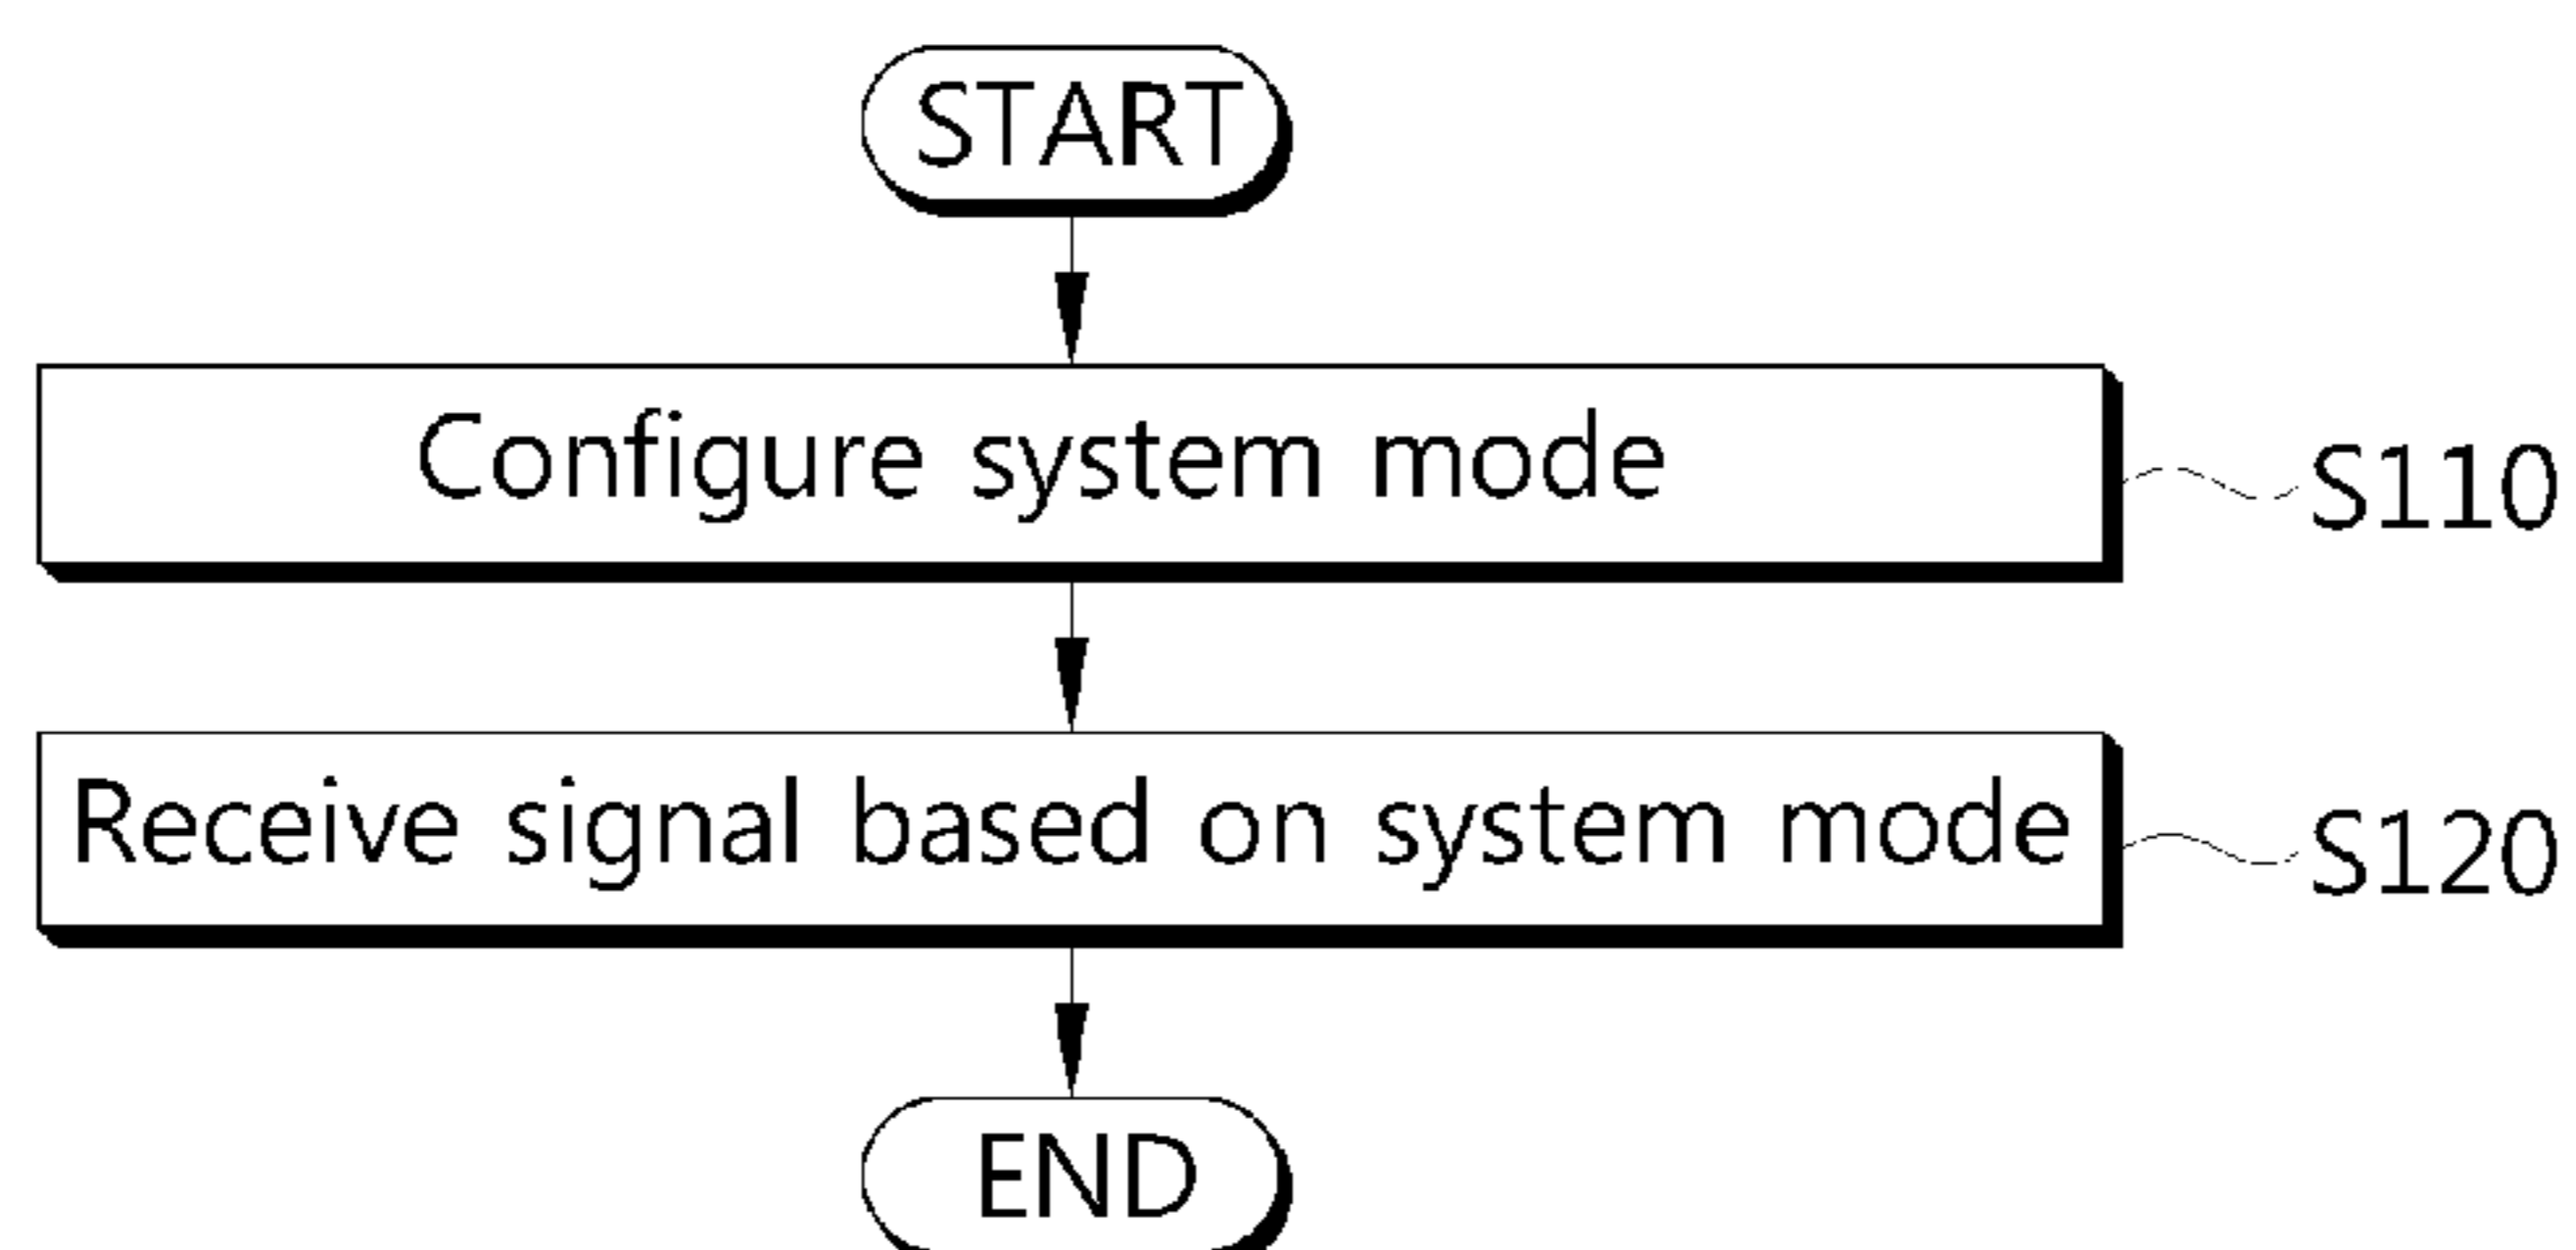 START
Configure system mode
S110
Receive signal based on system mode
S120
END